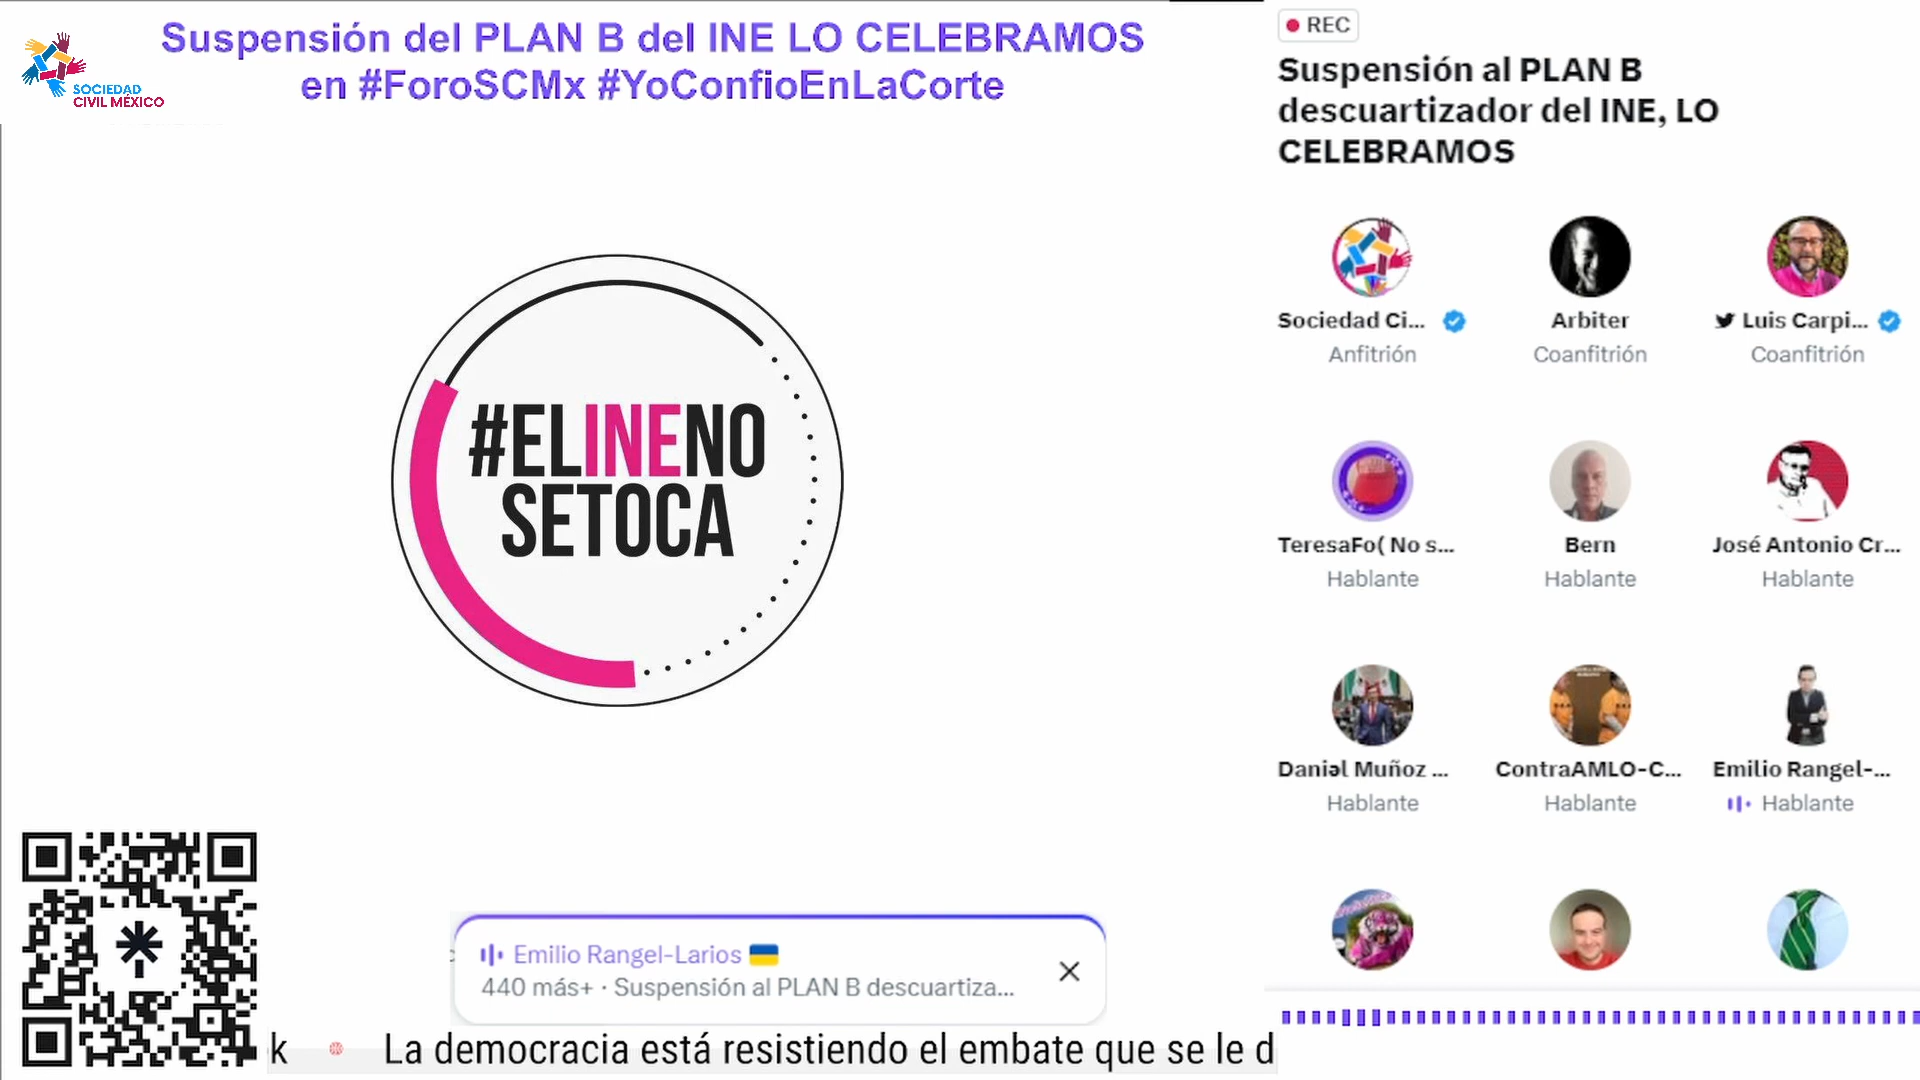 SOCIEDAD
CIVIL MÉXICO
Suspensión del PLAN B del INE LO CELEBRAMOS
en #ForoSCMx #YoConfioEnLaCorte
#ELINENO
SETOCA
Emilio Rangel-Larios
440 más+ · Suspensión al PLAN B descuartiza...
k
La democracia está resistiendo el embate que se le d
REC
Suspensión al PLAN B
descuartizador del INE, LO
CELEBRAMOS
Sociedad Ci...
Anfitrión
Arbiter
Coanfitrión
Luis Carpi...
Coanfitrión
TeresaFo( No s...
Hablante
Bern
Hablante
José Antonio Cr...
Hablante
Daniəl Muñoz ...
Hablante
ContraAMLO-C...
Hablante
Emilio Rangel-...
Hablante